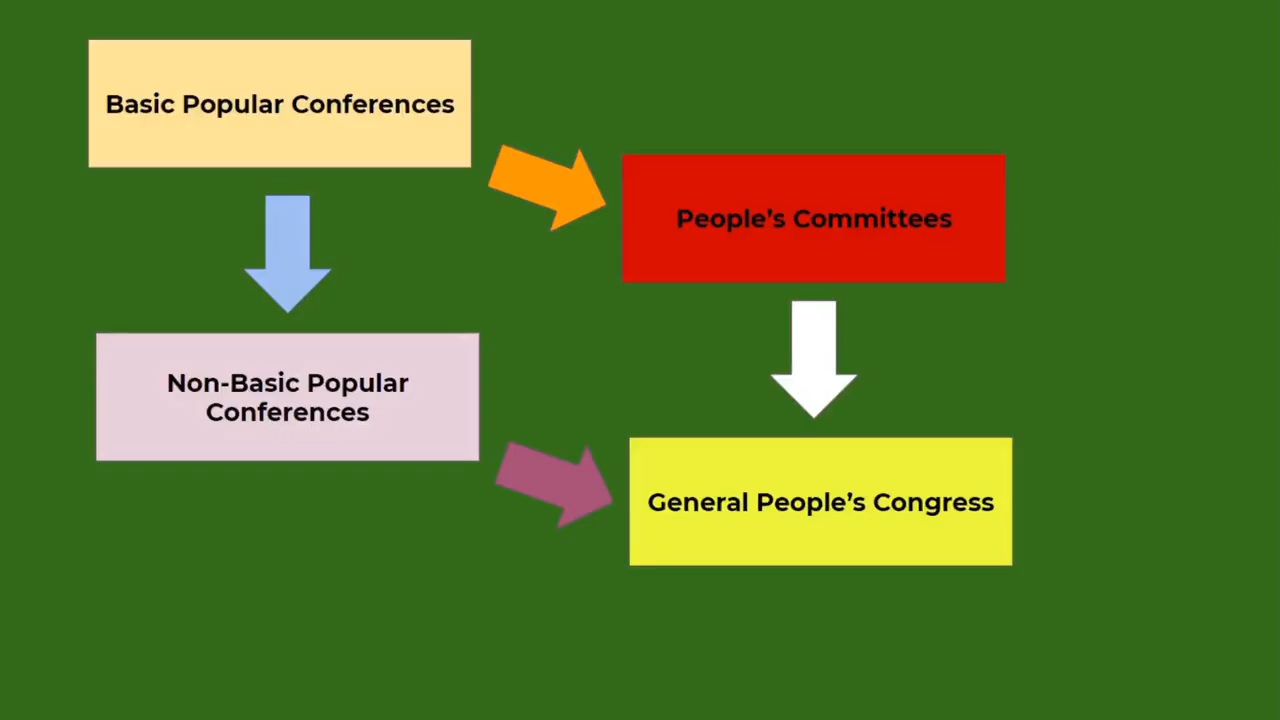 Basic Popular Conferences
People’s Committees
Non-Basic Popular
Conferences
General People’s Congress